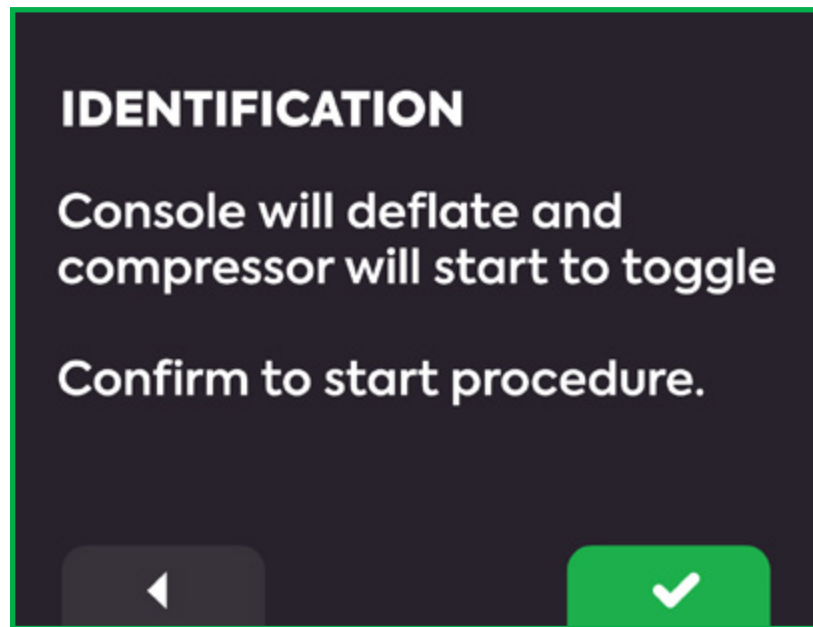 IDENTIFICATION
Console will deflate and
compressor will start to toggle
Confirm to start procedure.